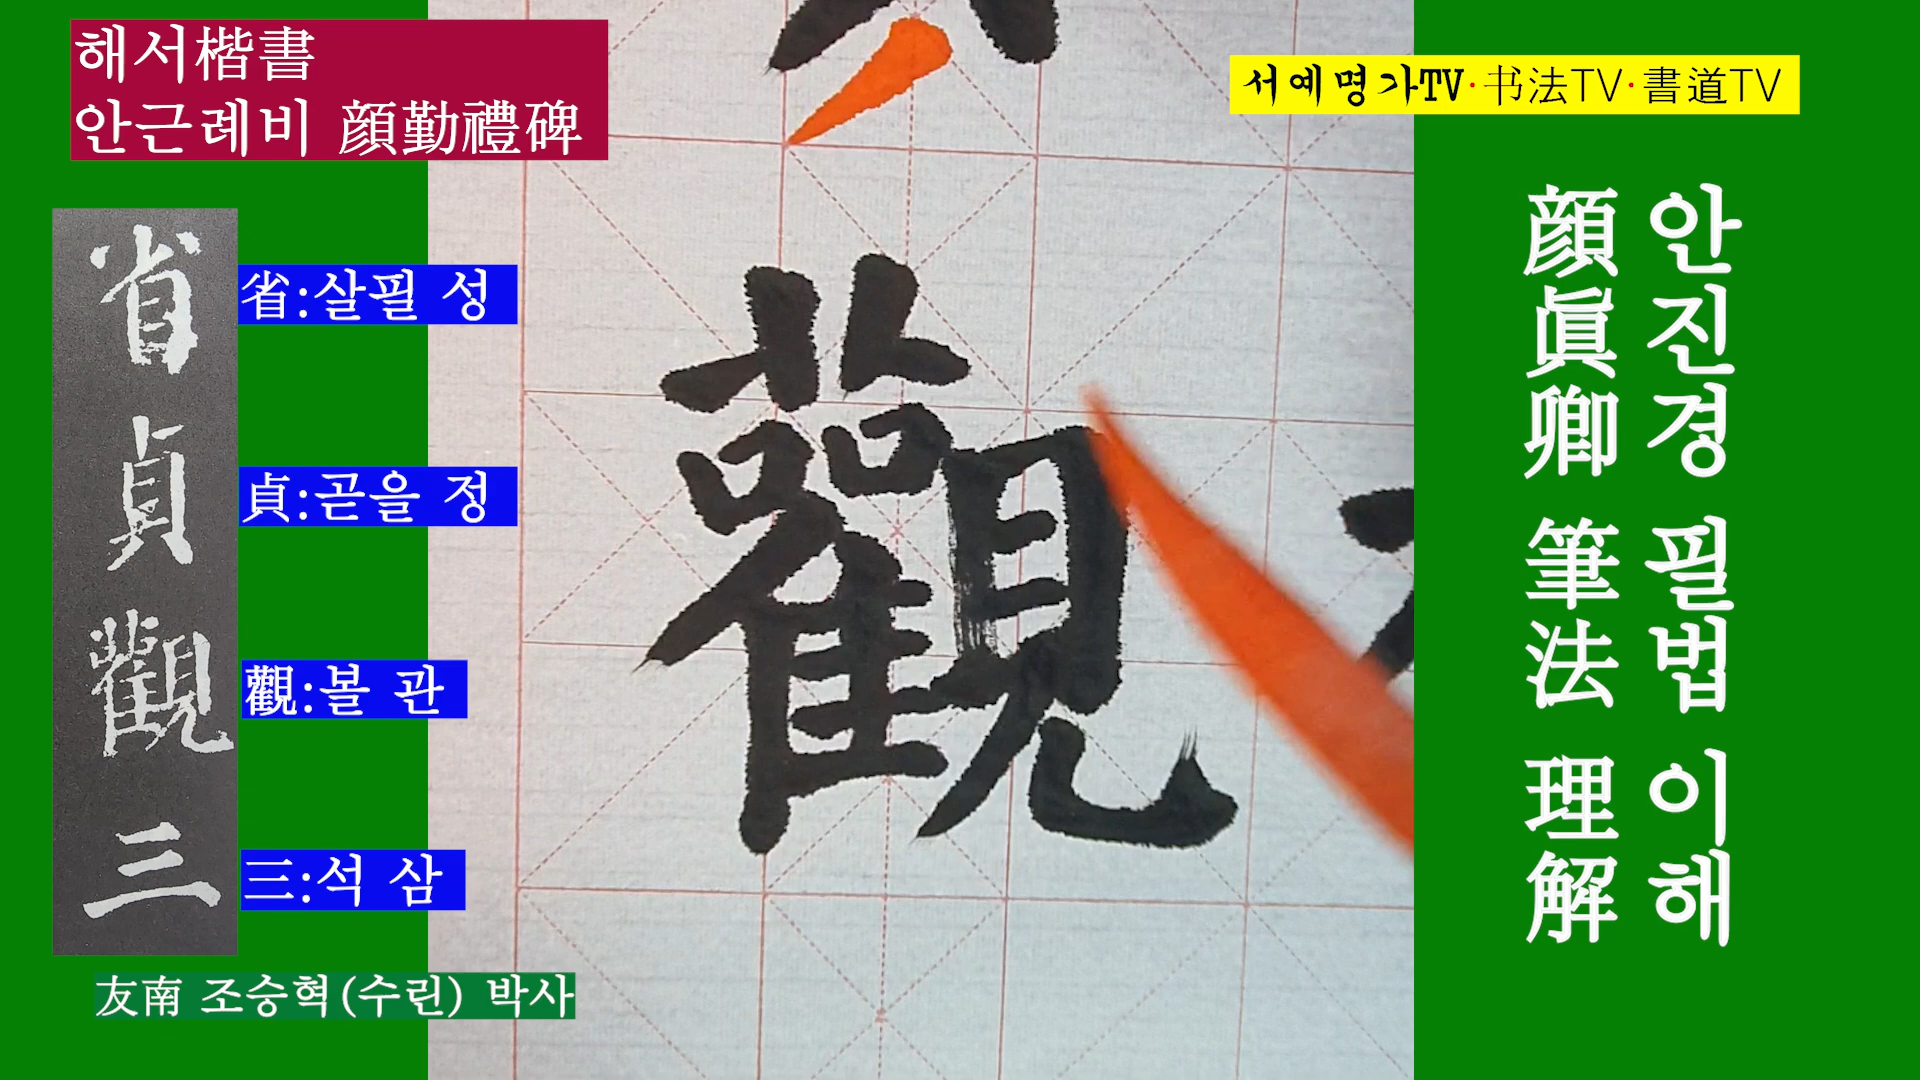 해서楷書
안근레비 顔勤禮碑
서예명가TV·书法TV·書道TV
省
貞
觀
三
省:살필 성
貞:곧을 정
觀:볼 관
三:석 삼
觀
안진경 필법 이해
顔眞卿 筆法 理解
友南 조승혁(수린) 박사